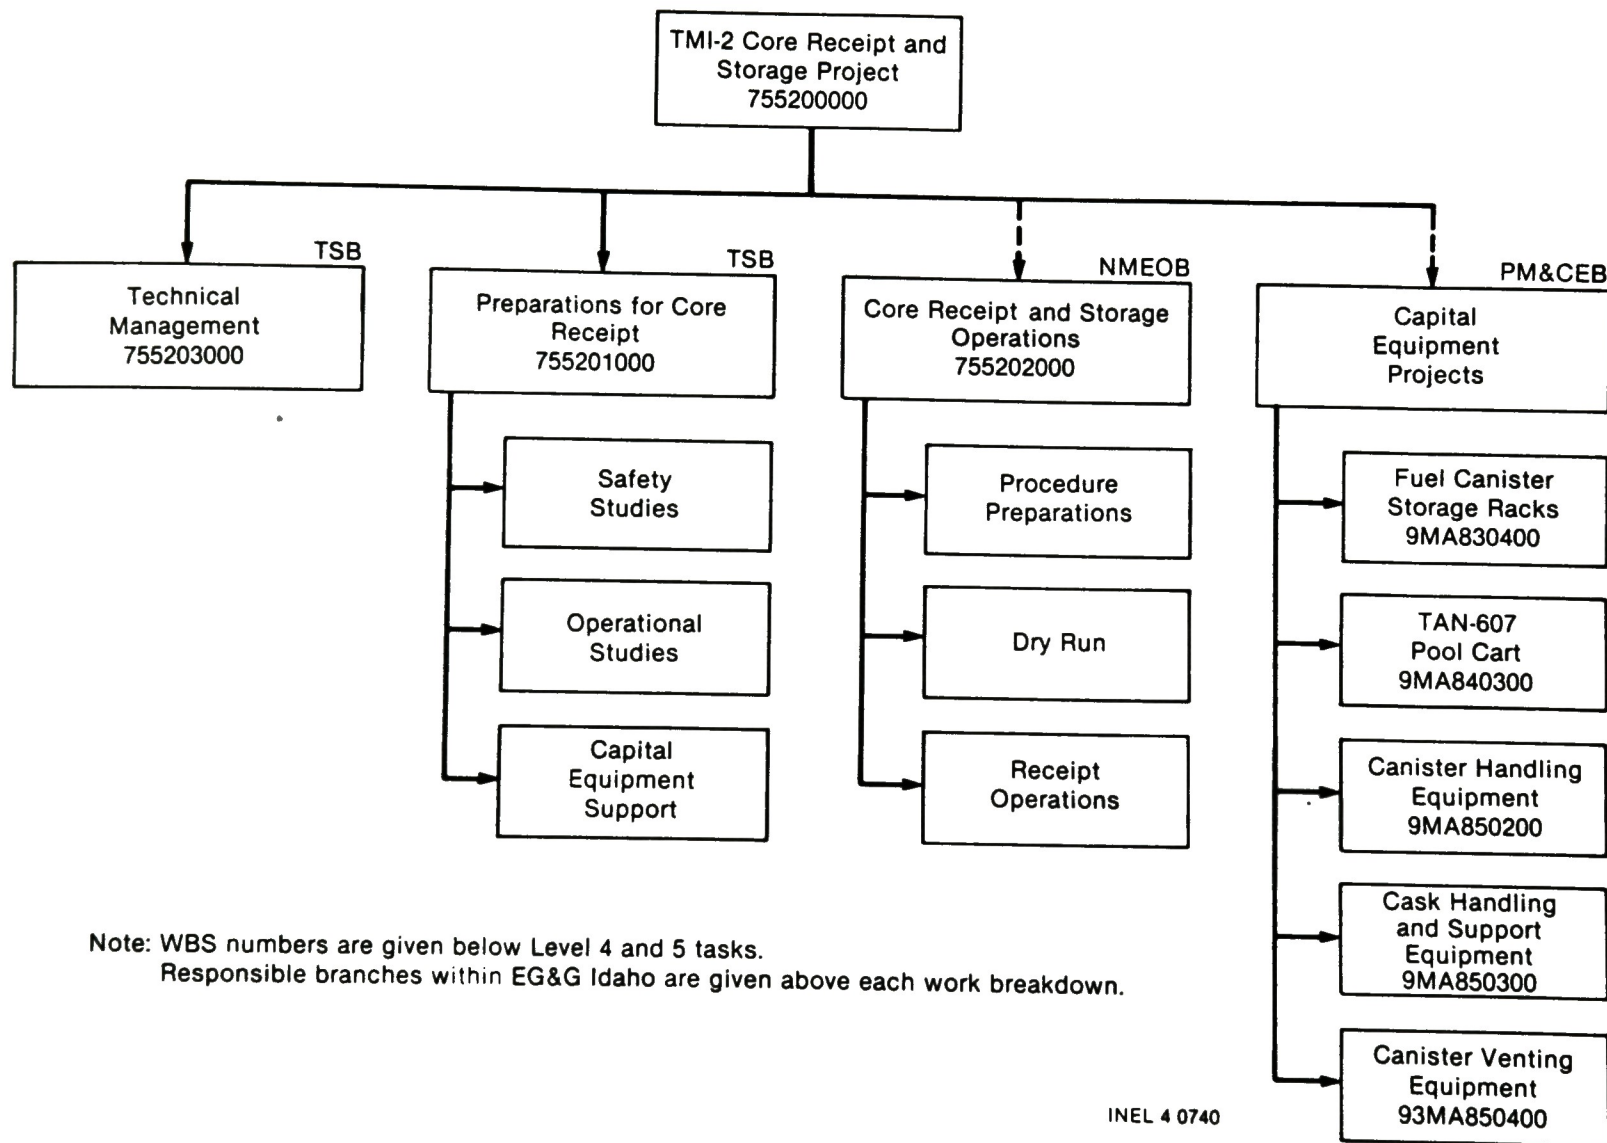 TMI-2 Core Receipt and
Storage Project
755200000
TSB
Technical
Management
755203000
TSB
Preparations for Core
Receipt
755201000
Safety
Studies
Operational
Studies
Capital
Equipment
Support
NMEOB
Core Receipt and Storage
Operations
755202000
Procedure
Preparations
Dry Run
Receipt
Operations
PM&CEB
Capital
Equipment
Projects
Fuel Canister
Storage Racks
9MA830400
TAN-607
Pool Cart
9MA840300
Canister Handling
Equipment
9MA850200
Cask Handling
and Support
Equipment
9MA850300
Canister Venting
Equipment
93MA850400
Note: WBS numbers are given below Level 4 and 5 tasks.
Responsible branches within EG&G Idaho are given above each work breakdown.
INEL 4 0740